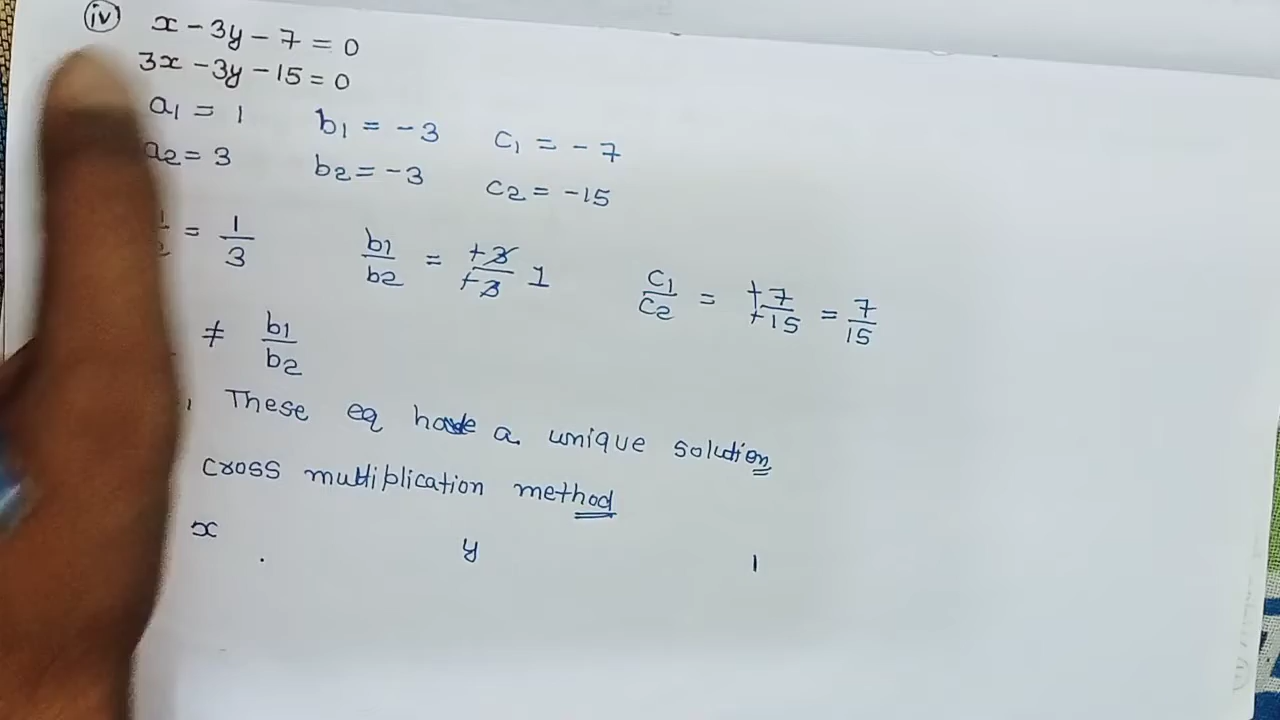 (iv) x - 3y - 7 = 0
3x - 3y - 15 = 0
a1 = 1 b1 = -3 c1 = -7
a2 = 3 b2 = -3 c2 = -15
= 1/3 b1/b2 = +3/+3 1 c1/c2 = +7/+15 = 7/15
≠ b1/b2
These eq have a unique solution
cross multiplication method
x y 1